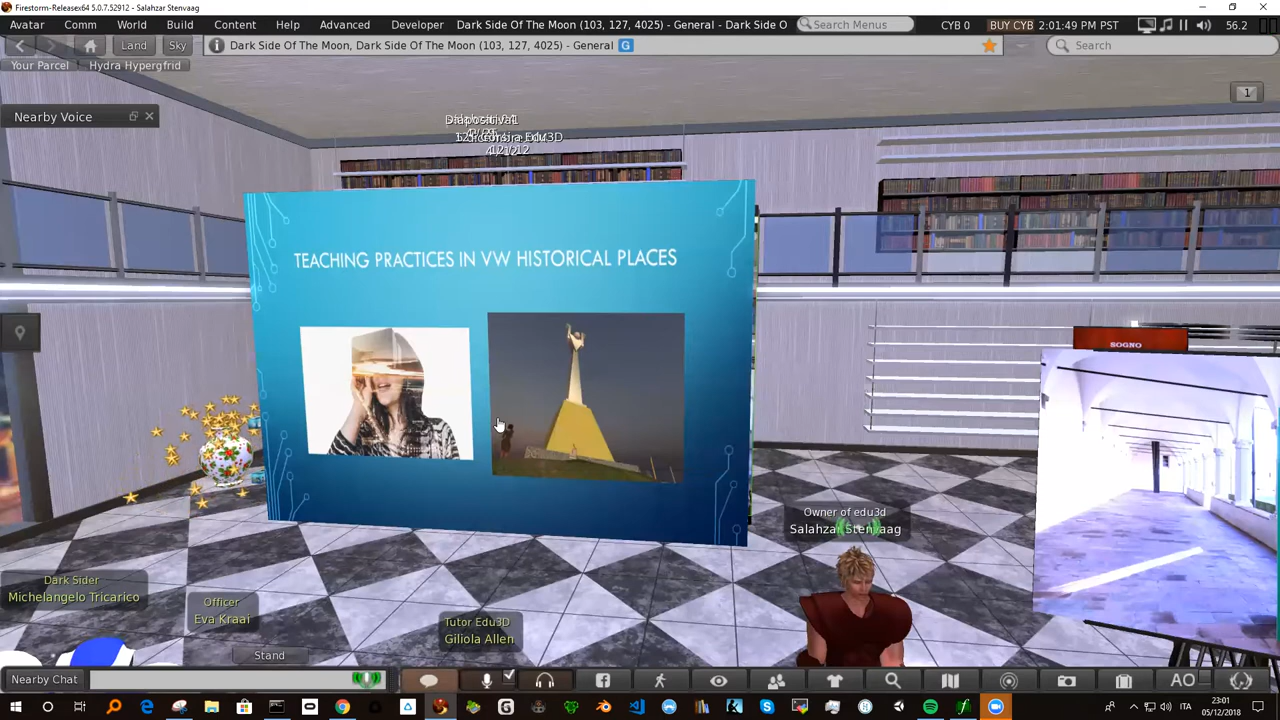 Firestorm-Releasex64 5.0.7.52912
Avatar Comm World Build Content Help Advanced Developer Dark Side Of The Moon (103, 127, 4025) - General - Dark Side O Search Menus CYB 0 BUY CYB 2:01:49 PM PST 56.2
Land Sky Dark Side Of The Moon, Dark Side Of The Moon (103, 127, 4025) - General G Search
Your Parcel Hydra Hypergfrid
1
Nearby Voice
TEACHING PRACTICES IN VW HISTORICAL PLACES
SOGNO
Owner of edu3d
Salahzar Stenvaag
Dark Sider
Michelangelo Tricarico
Officer
Eva Kraai
Tutor Edu3D
Giliola Allen
Stand
Nearby Chat
AO
ITA
23:01
05/12/2018